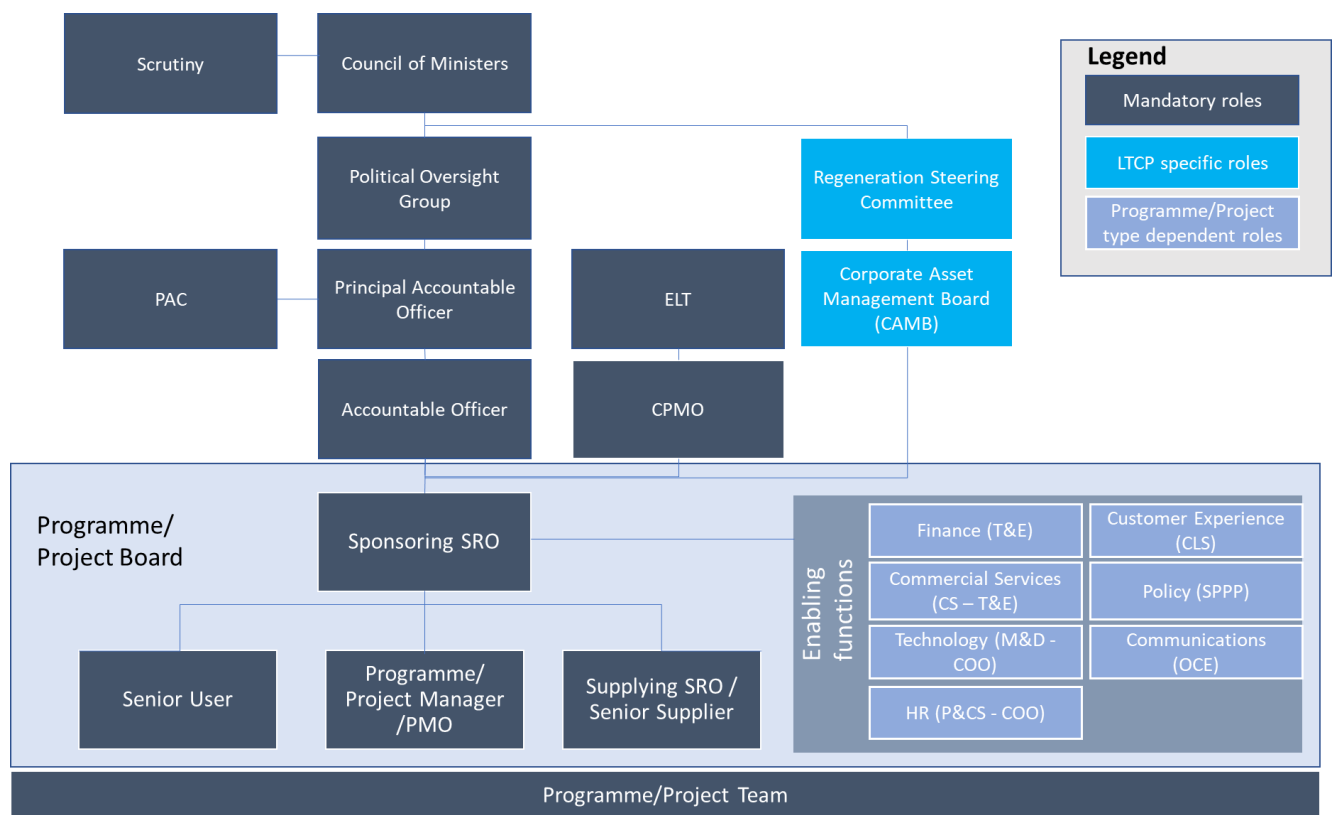 Scrutiny
Council of Ministers
Legend
Mandatory roles
LTCP specific roles
Programme/Project
type dependent roles
Political Oversight
Group
Regeneration Steering
Committee
PAC
Principal Accountable
Officer
ELT
Corporate Asset
Management Board
(CAMB)
Accountable Officer
CPMO
Programme/
Project Board
Sponsoring SRO
Enabling
functions
Finance (T&E)
Customer Experience
(CLS)
Commercial Services
(CS – T&E)
Policy (SPPP)
Technology (M&D -
COO)
Communications
(OCE)
HR (P&CS - COO)
Senior User
Programme/
Project Manager
/PMO
Supplying SRO /
Senior Supplier
Programme/Project Team